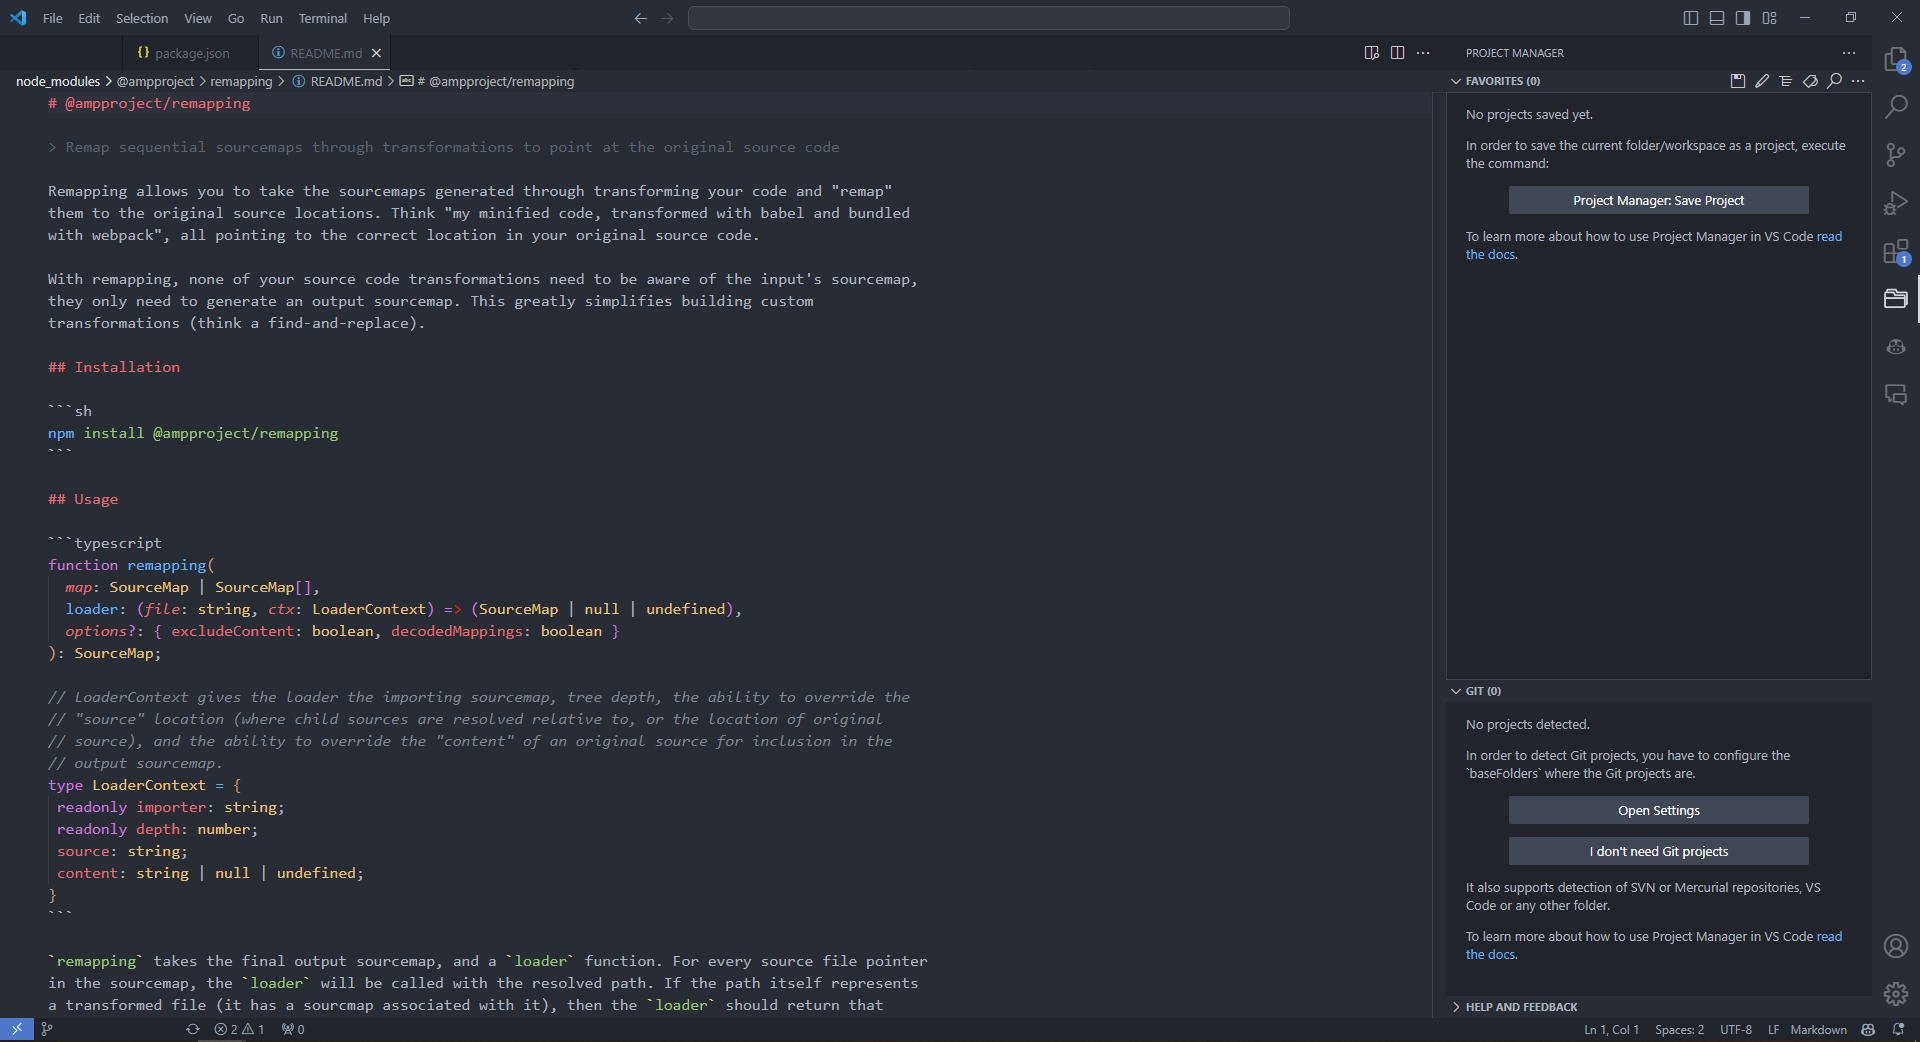 File Edit Selection View Go Run Terminal Help
{} package.json README.md
node_modules > @ampproject > remapping > README.md > # @ampproject/remapping
# @ampproject/remapping
> Remap sequential sourcemaps through transformations to point at the original source code
Remapping allows you to take the sourcemaps generated through transforming your code and "remap"
them to the original source locations. Think "my minified code, transformed with babel and bundled
with webpack", all pointing to the correct location in your original source code.
With remapping, none of your source code transformations need to be aware of the input's sourcemap,
they only need to generate an output sourcemap. This greatly simplifies building custom
transformations (think a find-and-replace).
## Installation
```sh
npm install @ampproject/remapping
```
## Usage
```typescript
function remapping(
map: SourceMap | SourceMap[],
loader: (file: string, ctx: LoaderContext) => (SourceMap | null | undefined),
options?: { excludeContent: boolean, decodedMappings: boolean }
): SourceMap;
// LoaderContext gives the loader the importing sourcemap, tree depth, the ability to override the
// "source" location (where child sources are resolved relative to, or the location of original
// source), and the ability to override the "content" of an original source for inclusion in the
// output sourcemap.
type LoaderContext = {
readonly importer: string;
readonly depth: number;
source: string;
content: string | null | undefined;
}
```
`remapping` takes the final output sourcemap, and a `loader` function. For every source file pointer
in the sourcemap, the `loader` will be called with the resolved path. If the path itself represents
a transformed file (it has a sourcmap associated with it), then the `loader` should return that
PROJECT MANAGER
FAVORITES (0)
No projects saved yet.
In order to save the current folder/workspace as a project, execute
the command:
Project Manager: Save Project
To learn more about how to use Project Manager in VS Code read
the docs.
GIT (0)
No projects detected.
In order to detect Git projects, you have to configure the
`baseFolders` where the Git projects are.
Open Settings
I don't need Git projects
It also supports detection of SVN or Mercurial repositories, VS
Code or any other folder.
To learn more about how to use Project Manager in VS Code read
the docs.
HELP AND FEEDBACK
2
1
2 1 0
Ln 1, Col 1 Spaces: 2 UTF-8 LF Markdown